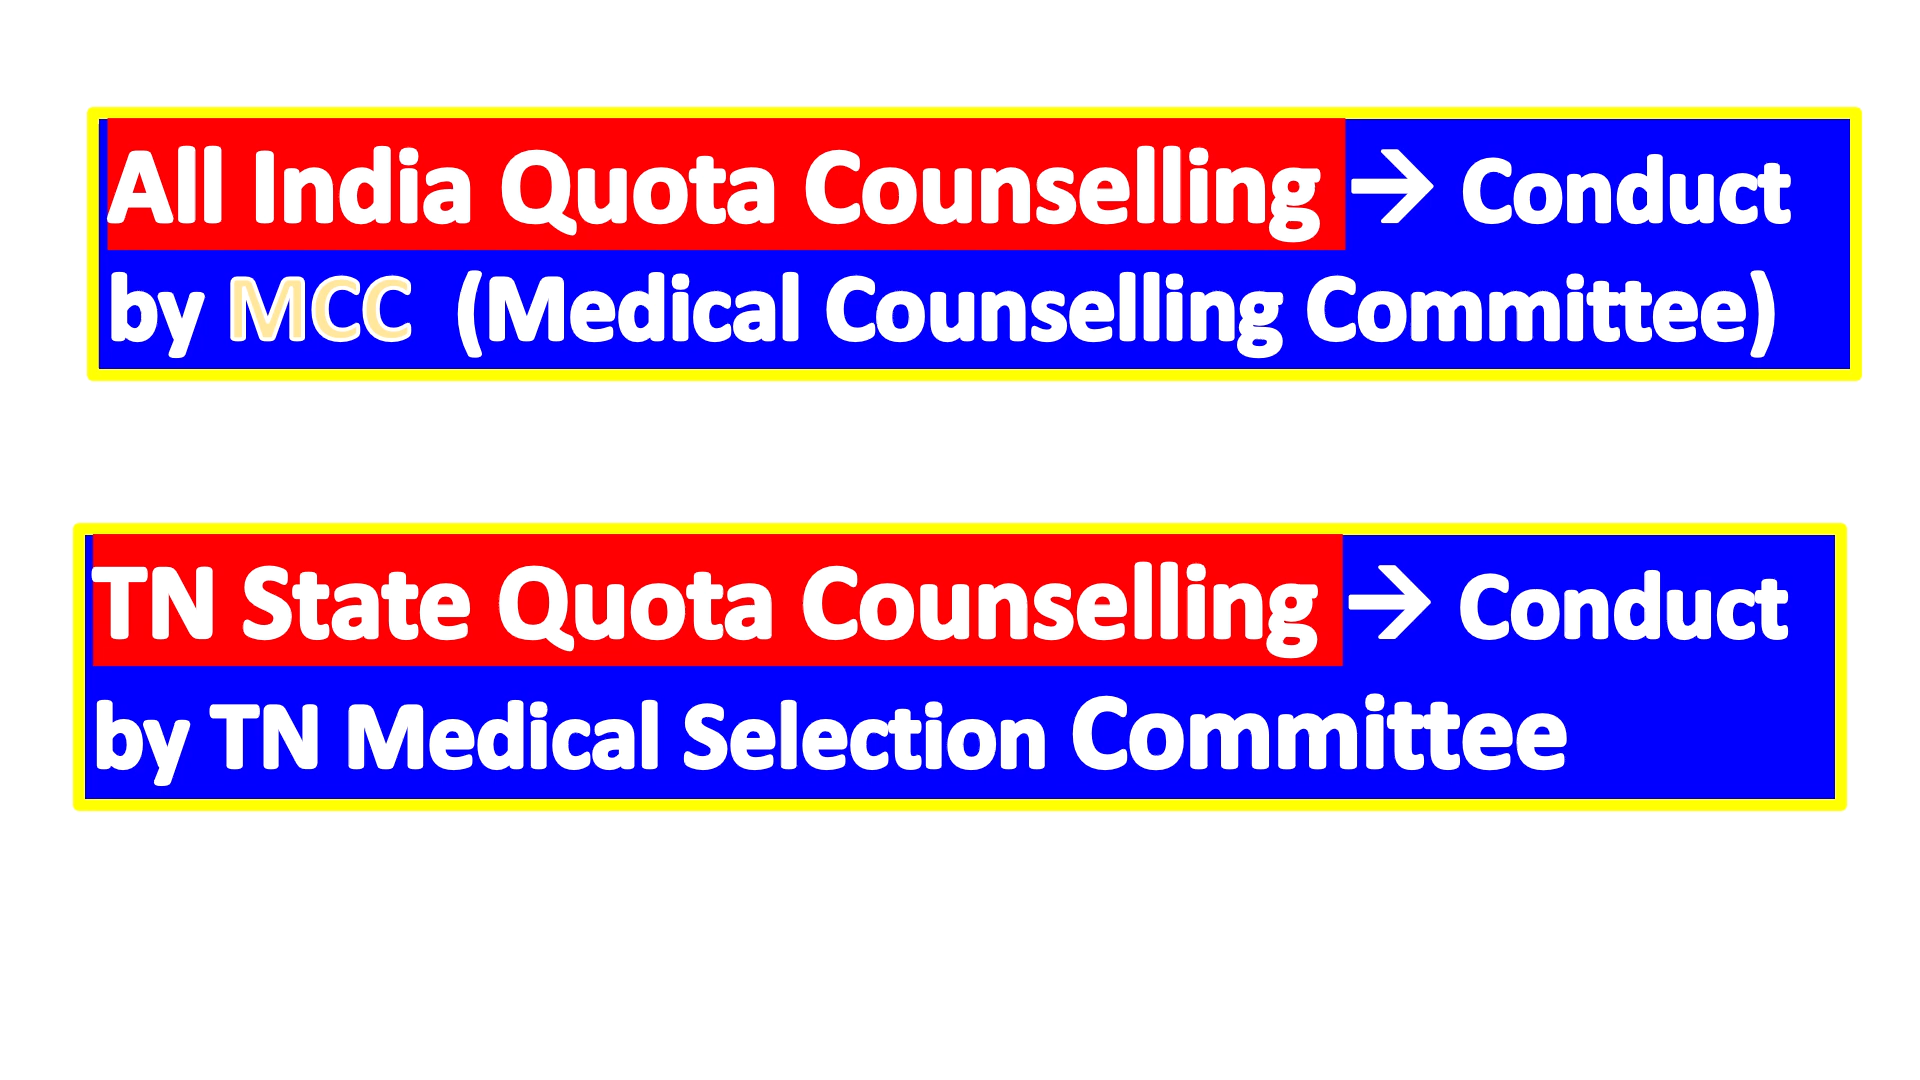 All India Quota Counselling → Conduct
by MCC (Medical Counselling Committee)
TN State Quota Counselling → Conduct
by TN Medical Selection Committee